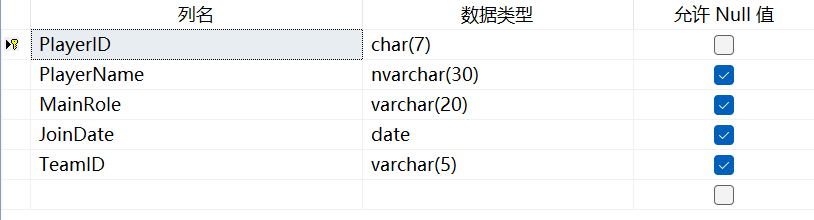 列名 数据类型 允许 Null 值
PlayerID char(7)
PlayerName nvarchar(30)
MainRole varchar(20)
JoinDate date
TeamID varchar(5)